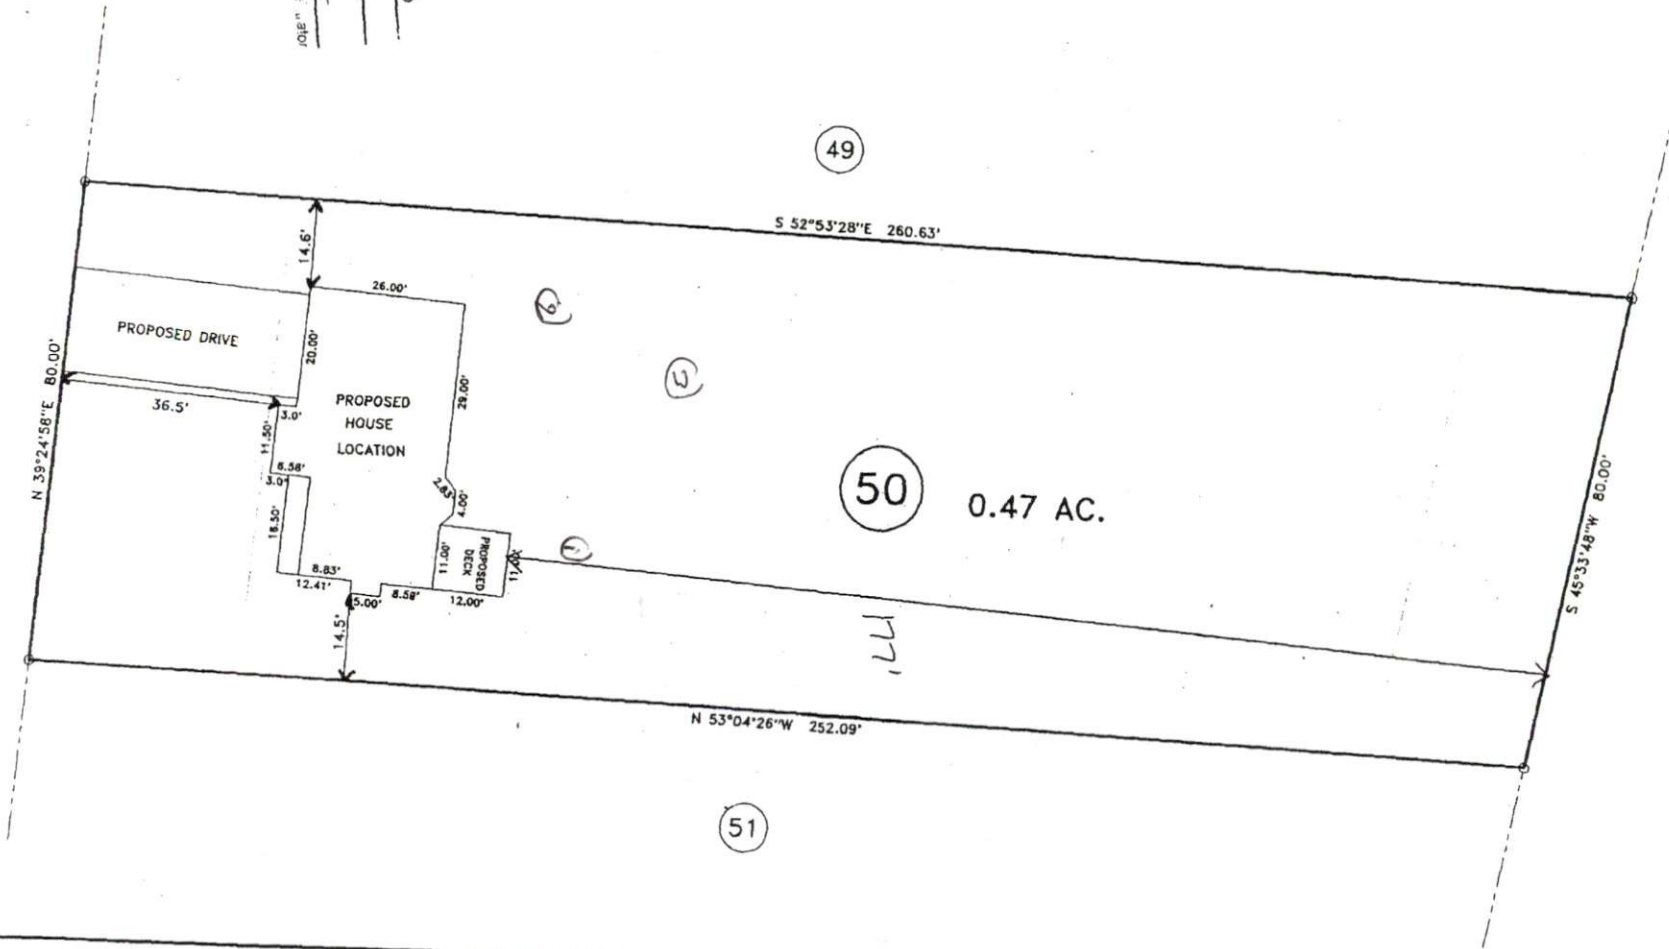 49
S 52°53'28"E 260.63'
14.6'
26.00'
PROPOSED DRIVE
20.00'
29.00'
N 39°24'58"E 80.00'
36.5'
3.0'
PROPOSED
HOUSE
LOCATION
11.50'
6.58'
3.0'
2.83'
4.00'
50
0.47 AC.
S 45°33'48"W 80.00'
11.00'
PROPOSED
DECK
11.00'
8.83'
12.41'
5.00'
8.58'
12.00'
14.5'
177'
N 53°04'26"W 252.09'
51